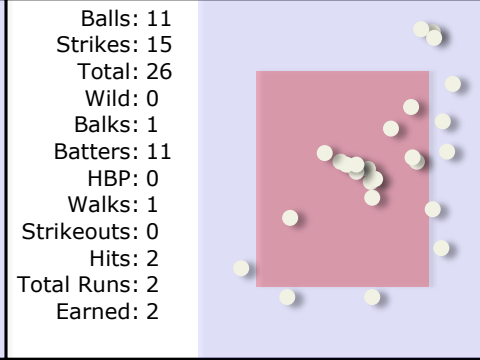 Balls: 11
Strikes: 15
Total: 26
Wild: 0
Balks: 1
Batters: 11
HBP: 0
Walks: 1
Strikeouts: 0
Hits: 2
Total Runs: 2
Earned: 2